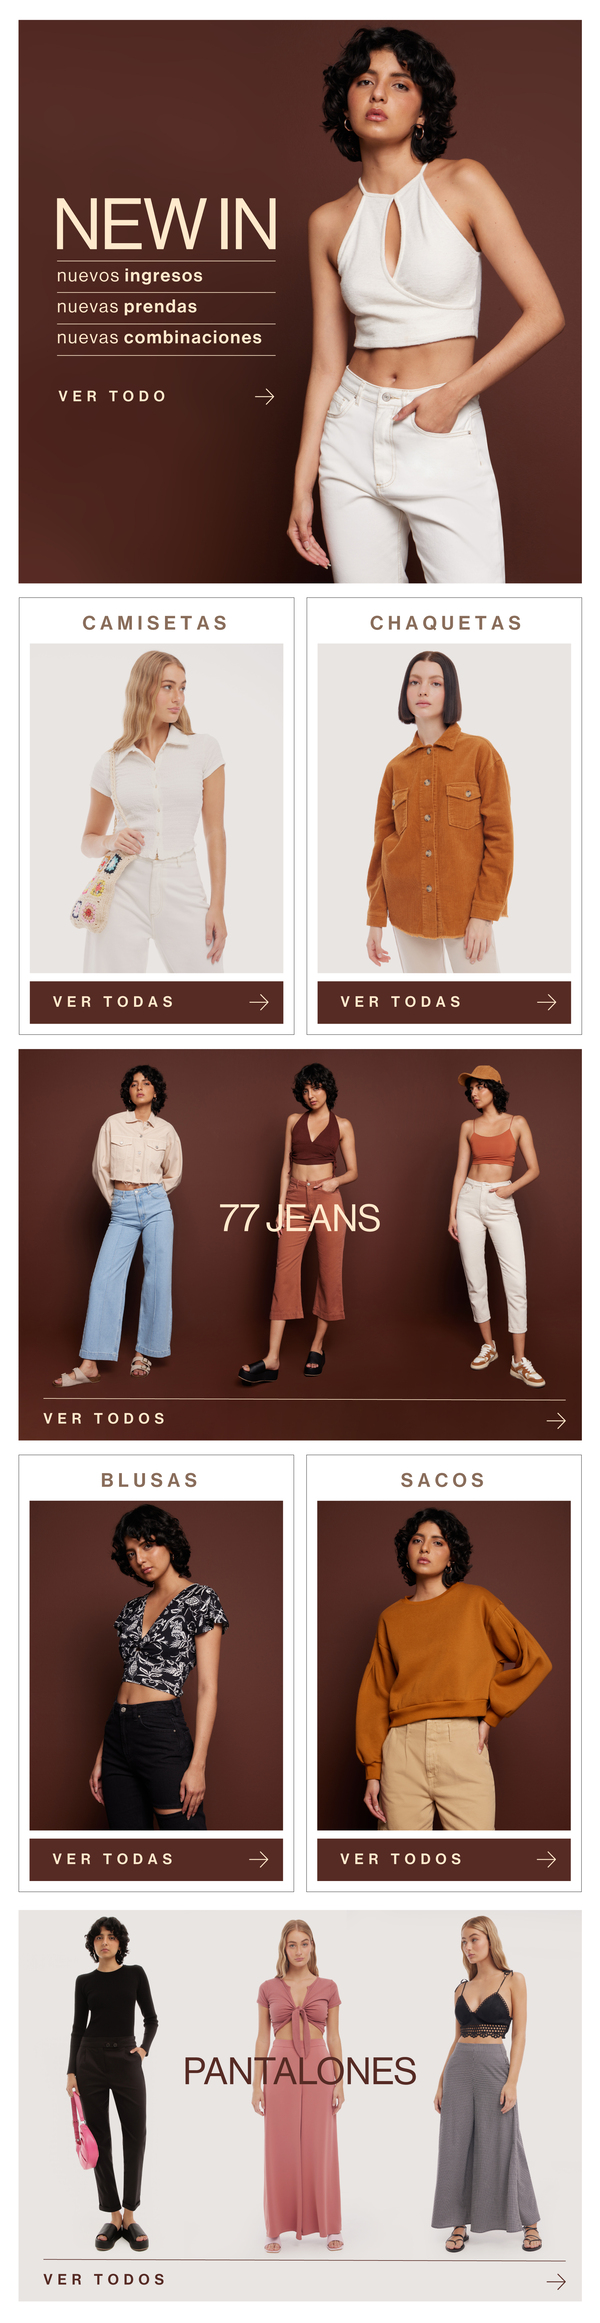 NEW IN
nuevos ingresos
nuevas prendas
nuevas combinaciones
VER TODO
CAMISETAS
CHAQUETAS
VER TODAS
VER TODAS
77 JEANS
VER TODOS
BLUSAS
SACOS
VER TODAS
VER TODOS
PANTALONES
VER TODOS